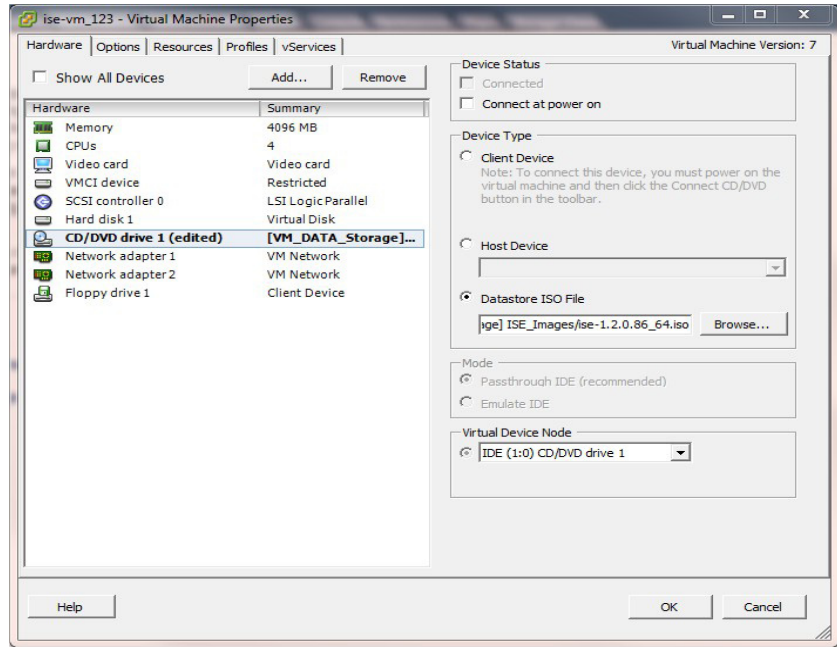 ise-vm_123 - Virtual Machine Properties
Hardware Options Resources Profiles vServices Virtual Machine Version: 7
Show All Devices Add... Remove
Hardware Summary
Memory 4096 MB
CPUs 4
Video card Video card
VMCI device Restricted
SCSI controller 0 LSI Logic Parallel
Hard disk 1 Virtual Disk
CD/DVD drive 1 (edited) [VM_DATA_Storage]...
Network adapter 1 VM Network
Network adapter 2 VM Network
Floppy drive 1 Client Device
Device Status
Connected
Connect at power on
Device Type
Client Device
Note: To connect this device, you must power on the
virtual machine and then click the Connect CD/DVD
button in the toolbar.
Host Device
Datastore ISO File
age] ISE_Images/ise-1.2.0.86_64.iso Browse...
Mode
Passthrough IDE (recommended)
Emulate IDE
Virtual Device Node
IDE (1:0) CD/DVD drive 1
Help OK Cancel